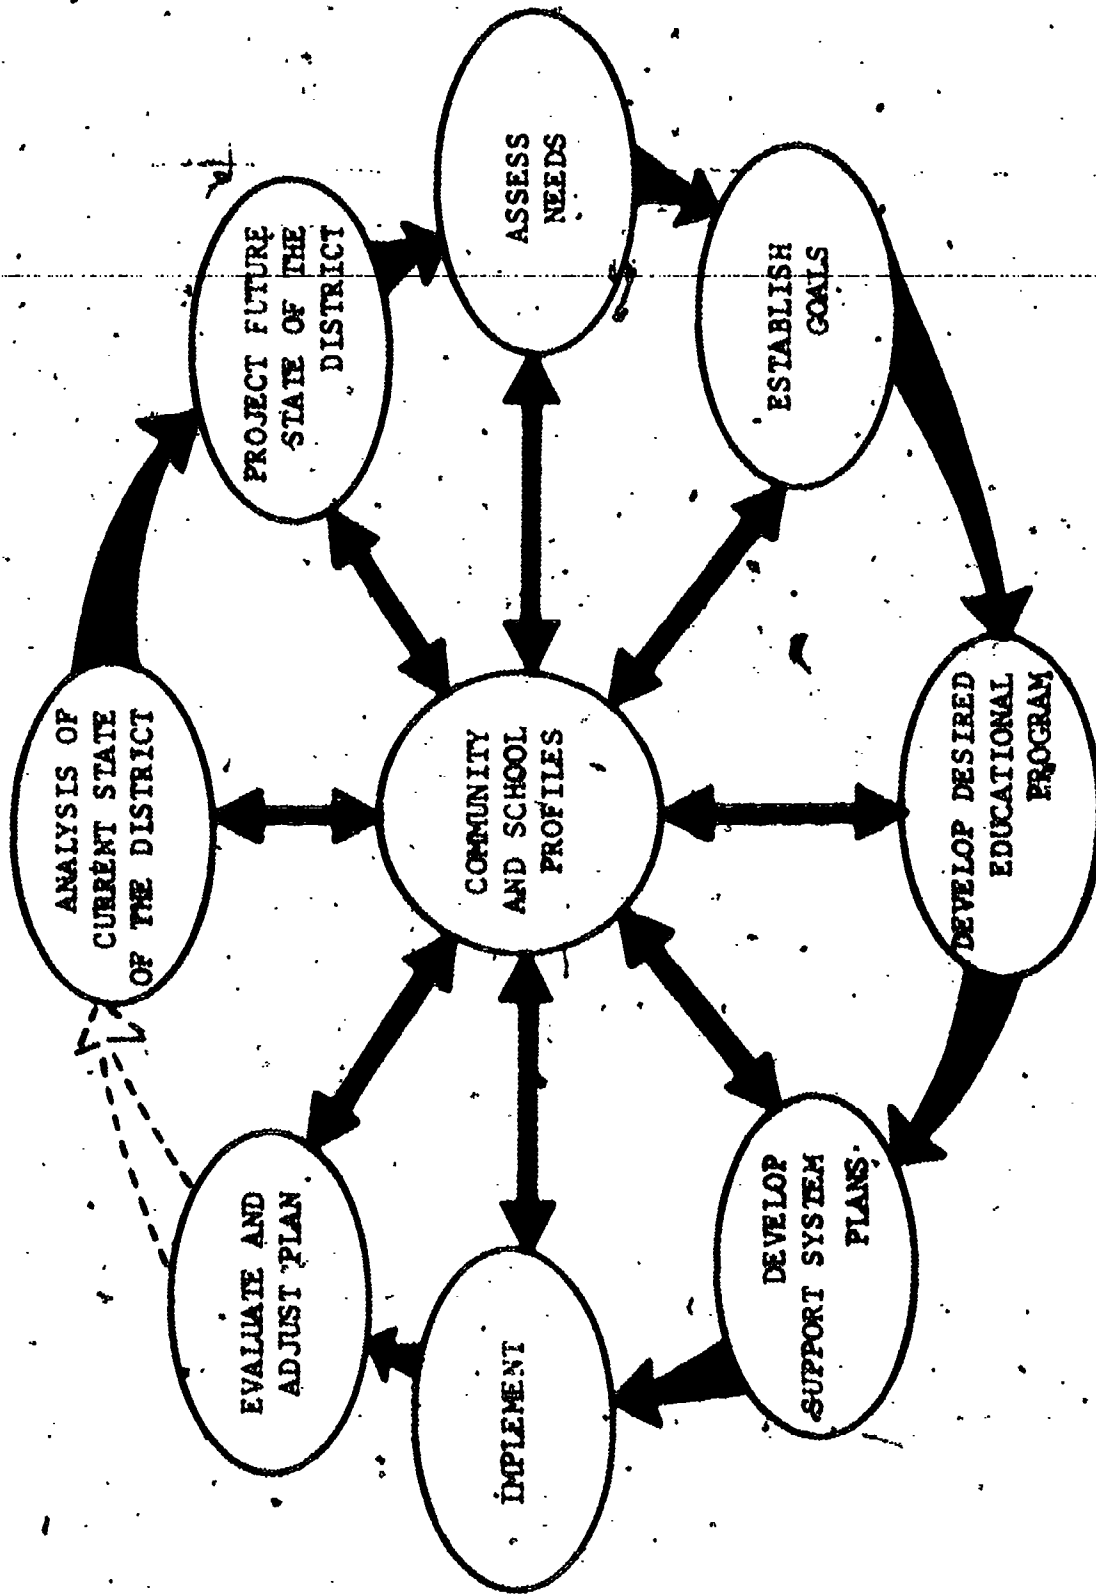 ANALYSIS OF
CURRENT STATE
OF THE DISTRICT
PROJECT FUTURE
STATE OF THE
DISTRICT
ASSESS
NEEDS
ESTABLISH
GOALS
DEVELOP DESIRED
EDUCATIONAL
PROGRAM
DEVELOP
SUPPORT SYSTEM
PLANS
IMPLEMENT
EVALUATE AND
ADJUST PLAN
COMMUNITY
AND SCHOOL
PROFILES